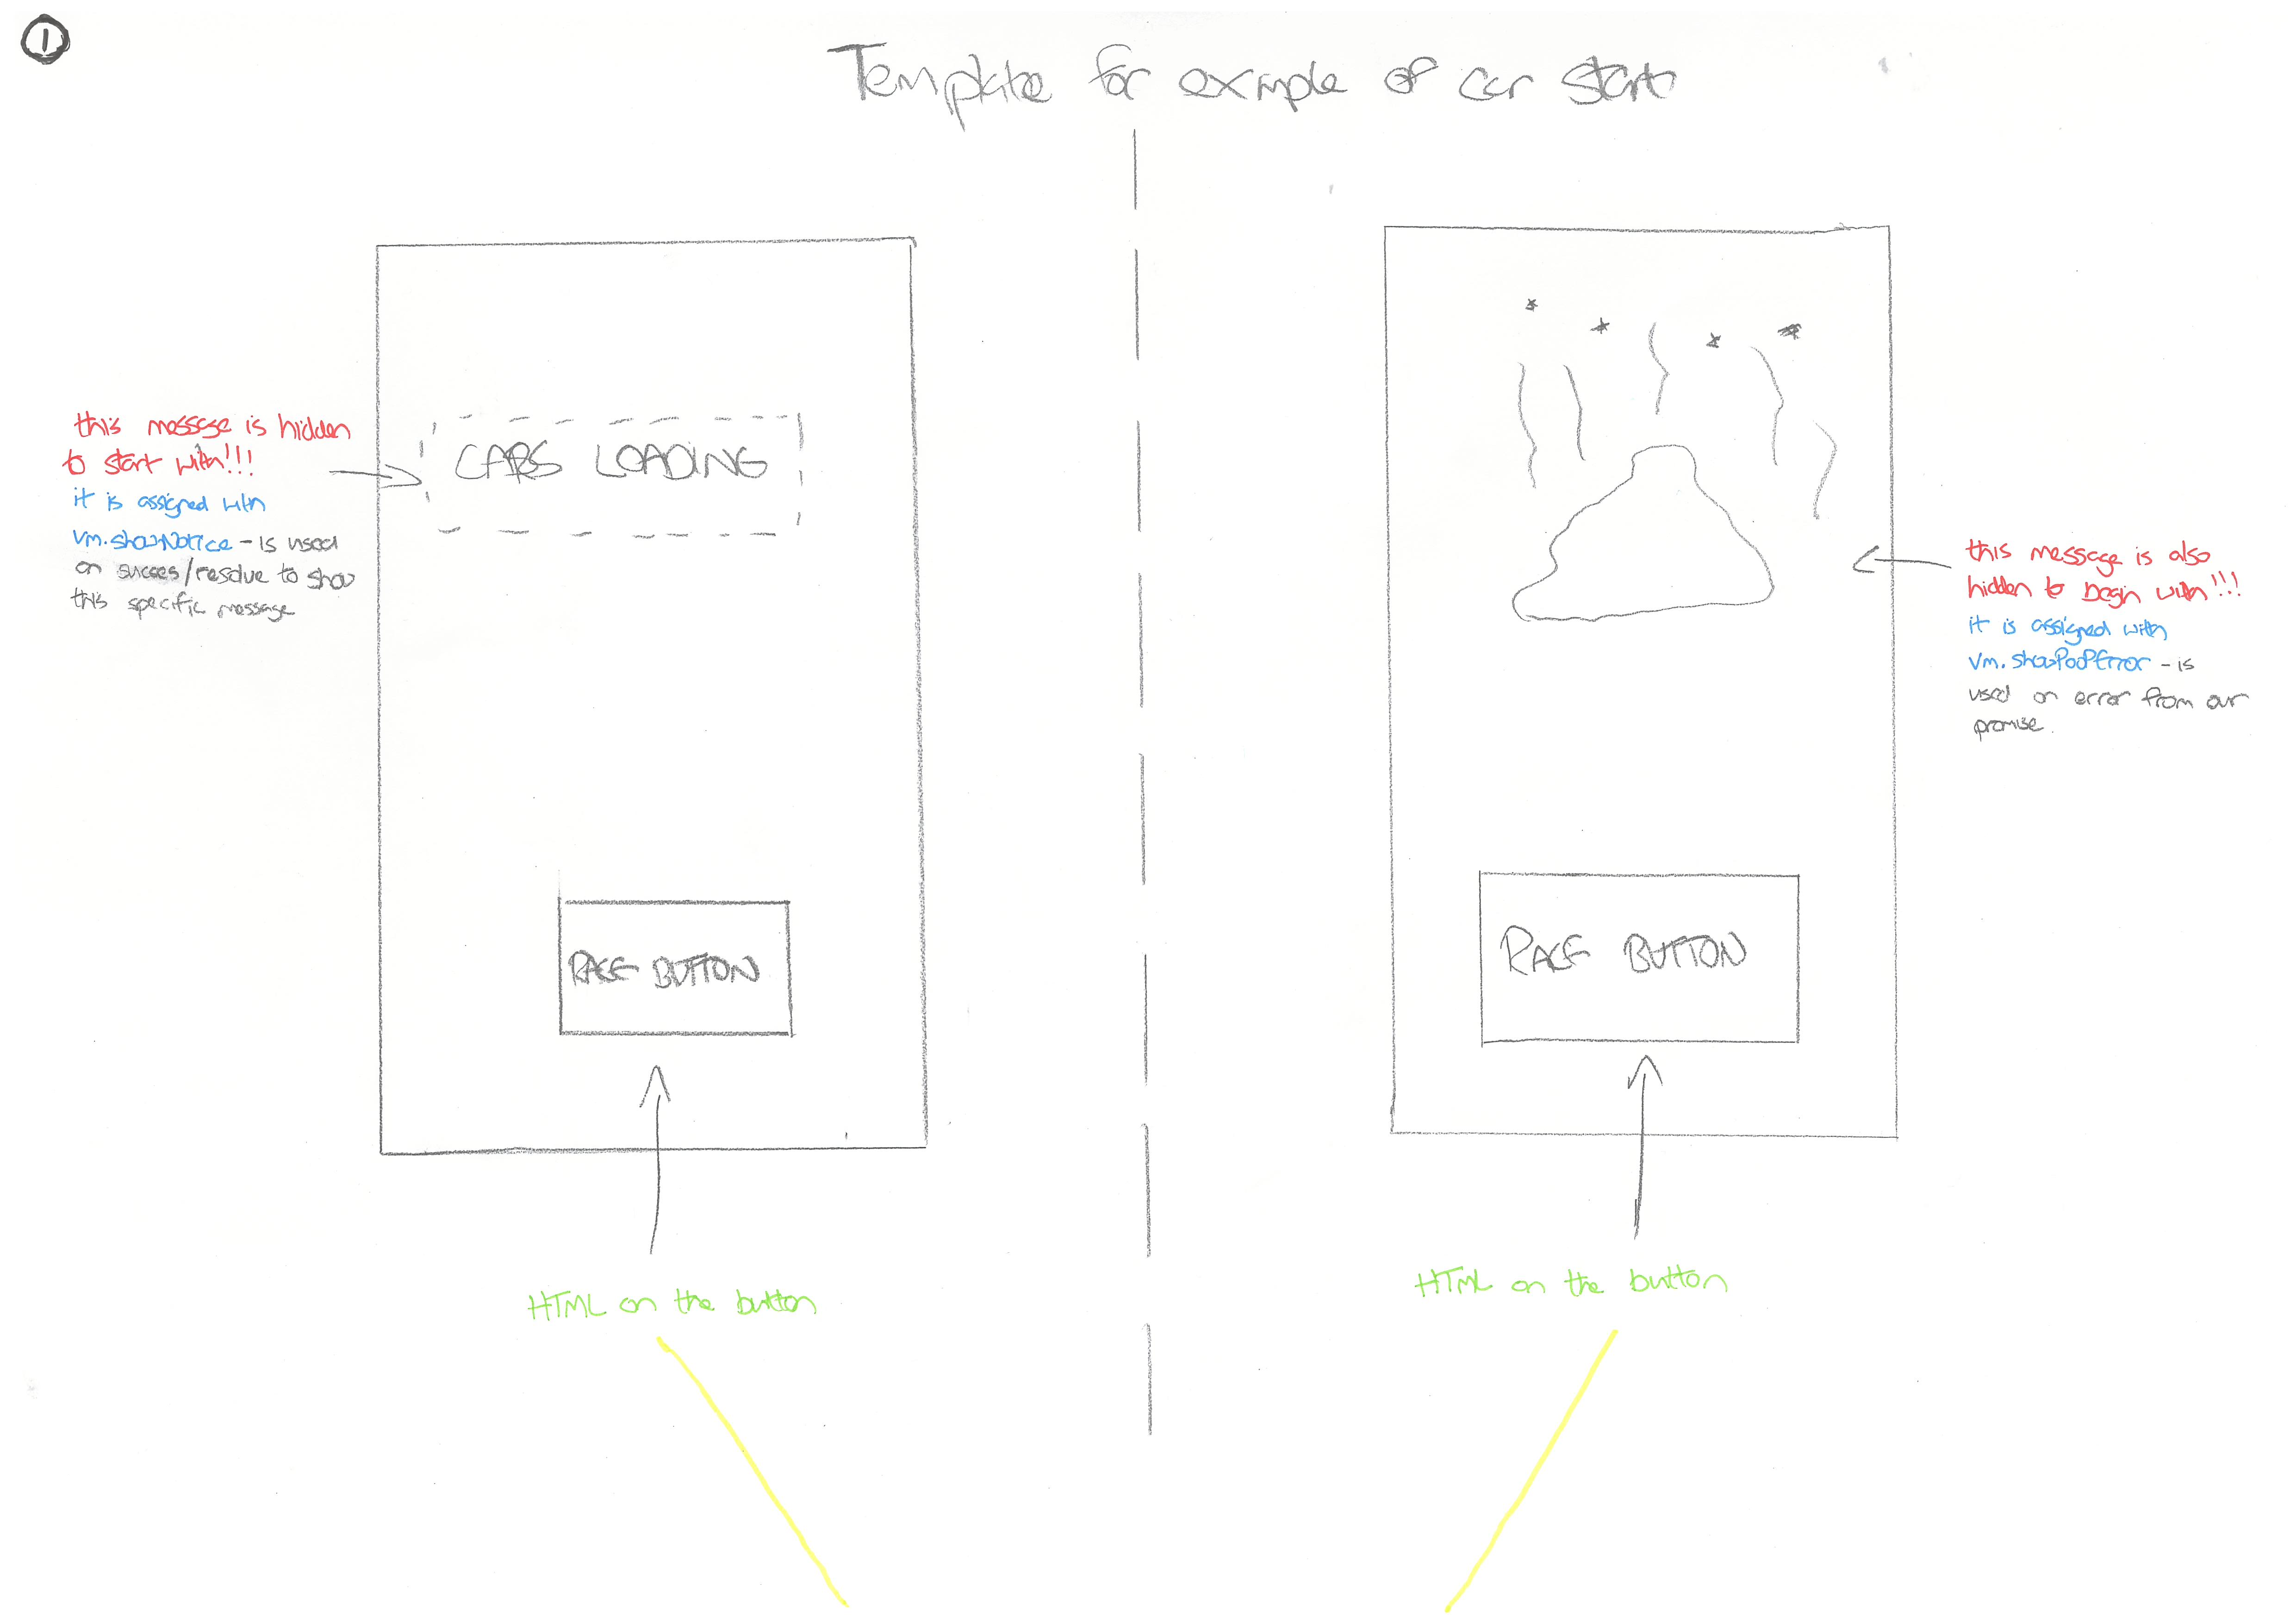 1
Template for example of car start
this message is hidden
to start with!!!
it is assigned with
vm.showNotice - is used
on succes/resolve to show
this specific message
CARS LOADING
RACE BUTTON
HTML on the button
this message is also
hidden to begin with!!!
it is assigned with
vm.showPooPError - is
used on error from our
promise.
RACE BUTTON
HTML on the button